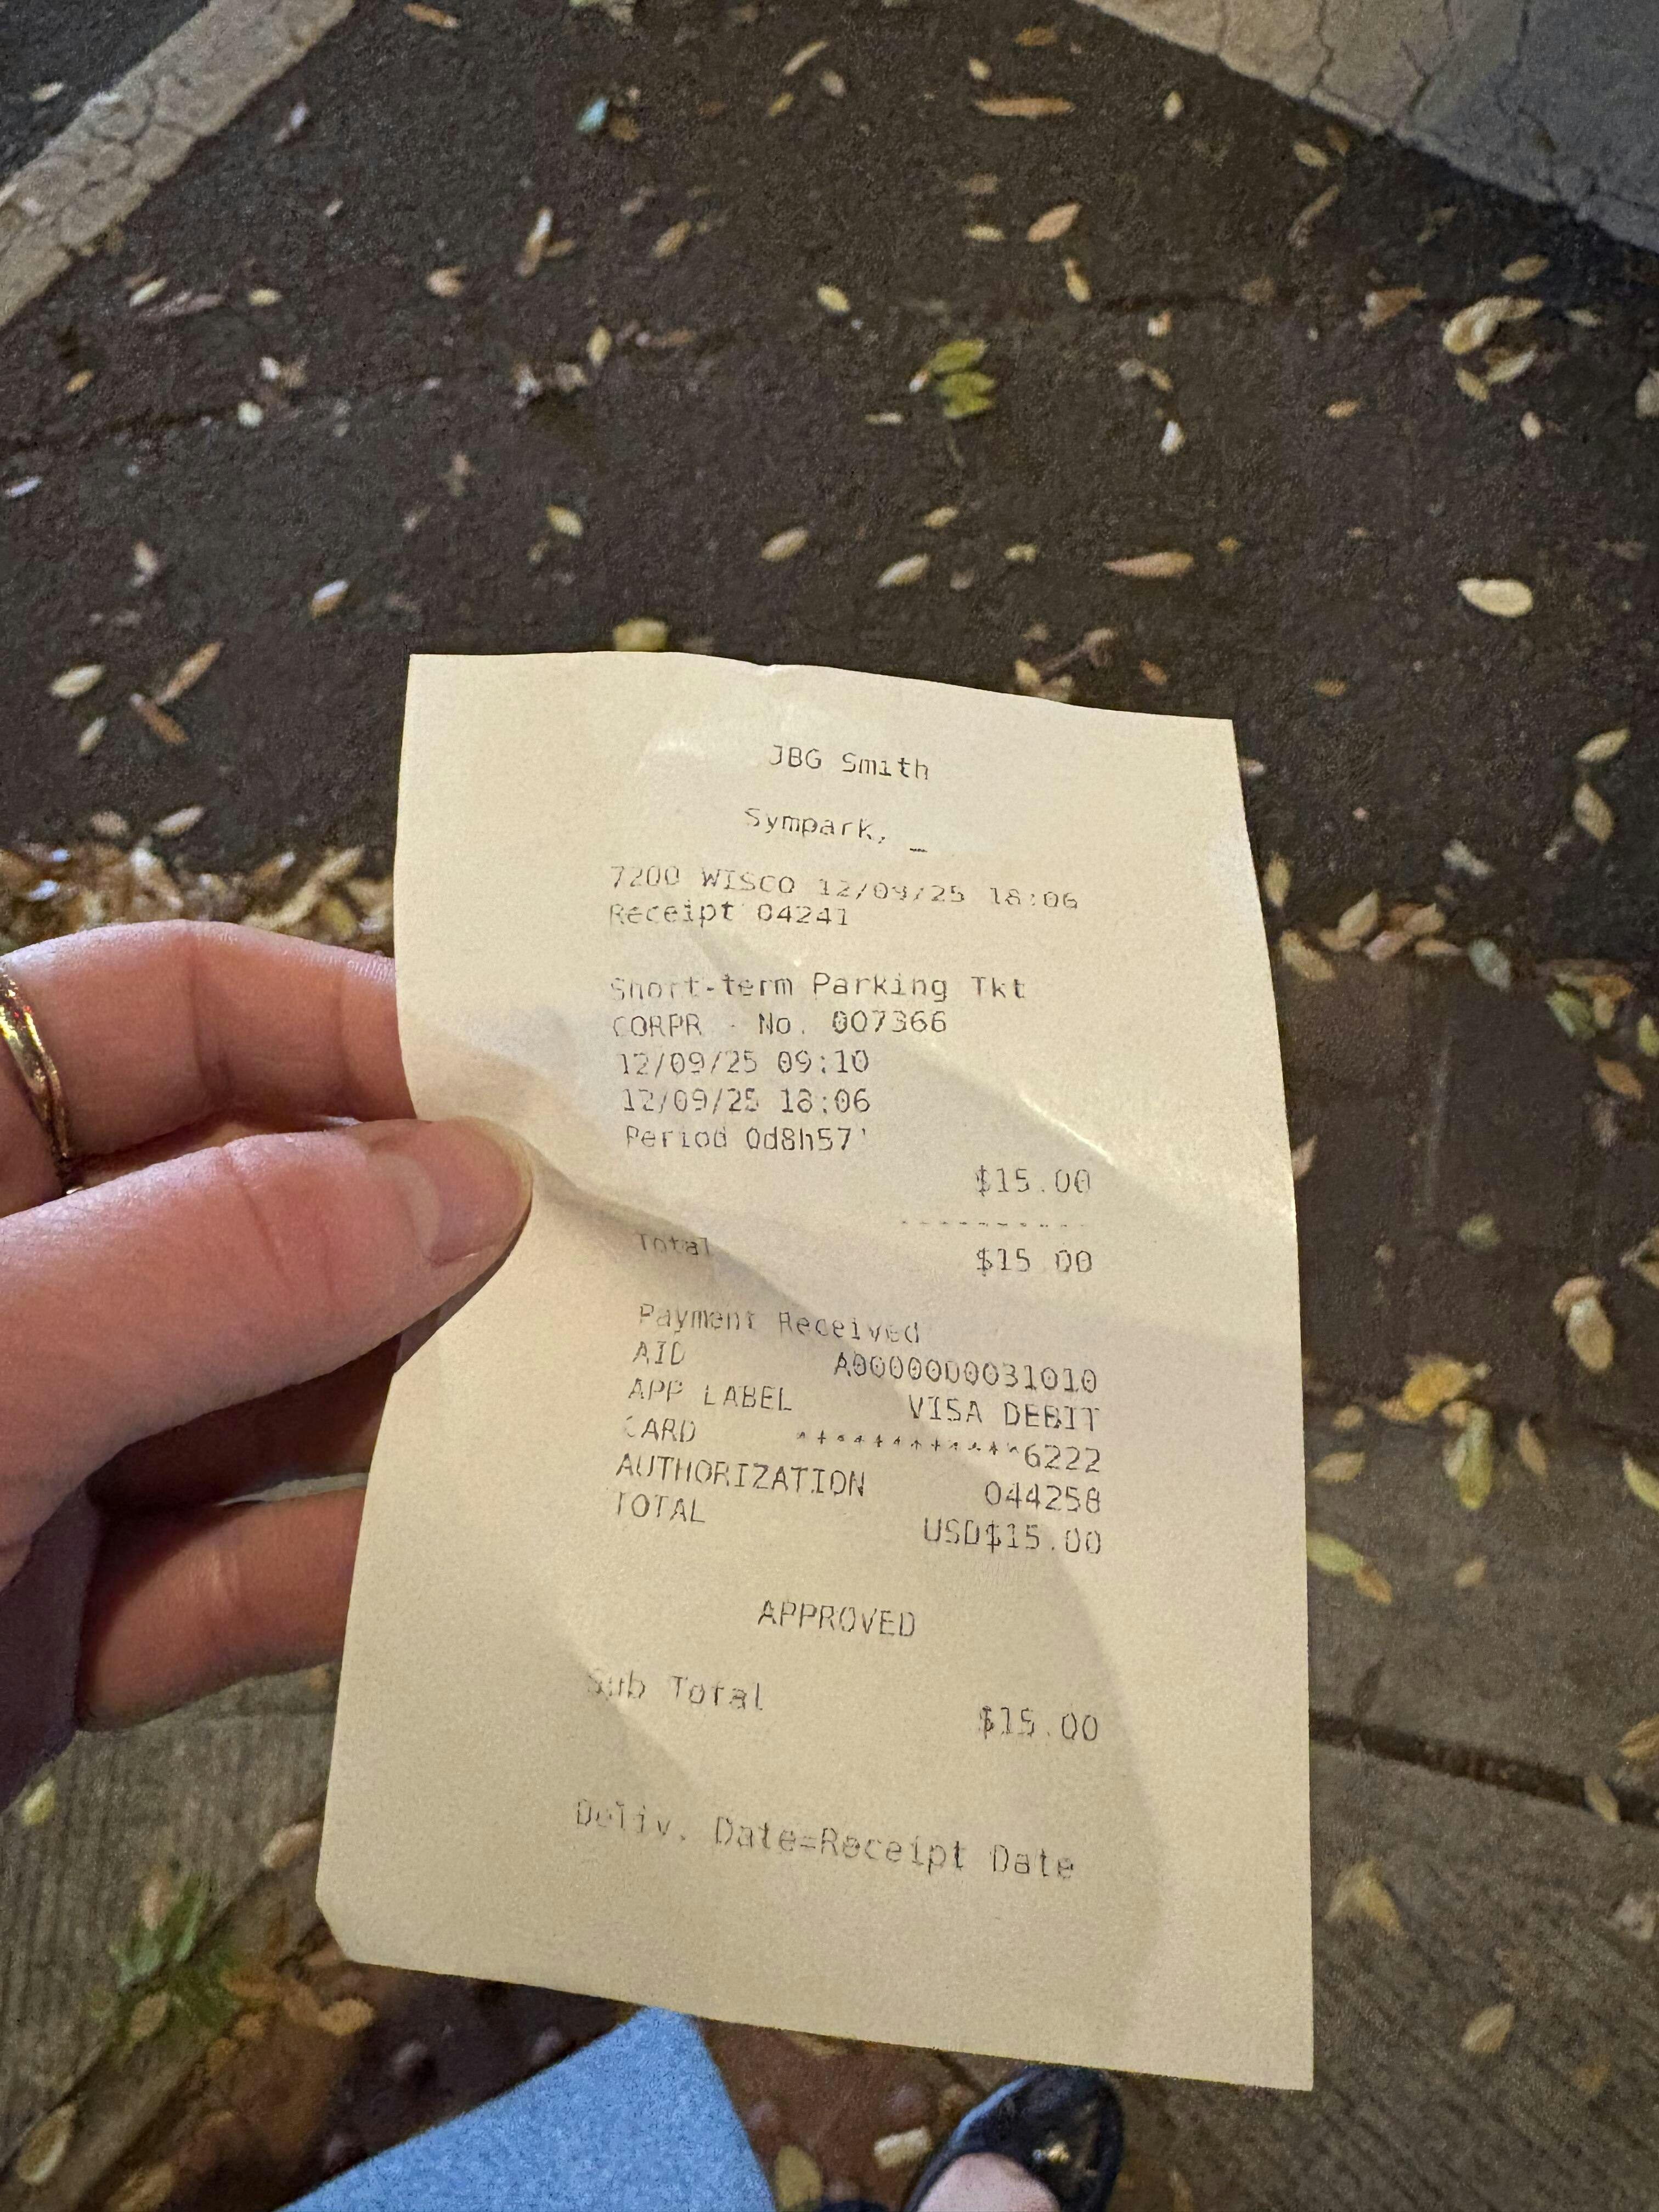 JBG Smith
Sympark, _
7200 WISCO 12/09/25 18:06
Receipt 04241
Short-term Parking Tkt
CORPR - No. 007366
12/09/25 09:10
12/09/25 18:06
Period 0d8h57'
$15.00
----------
Total $15.00
Payment Received
AID A0000000031010
APP LABEL VISA DEBIT
CARD ************6222
AUTHORIZATION 044258
TOTAL USD$15.00
APPROVED
Sub Total
$15.00
Deliv. Date=Receipt Date